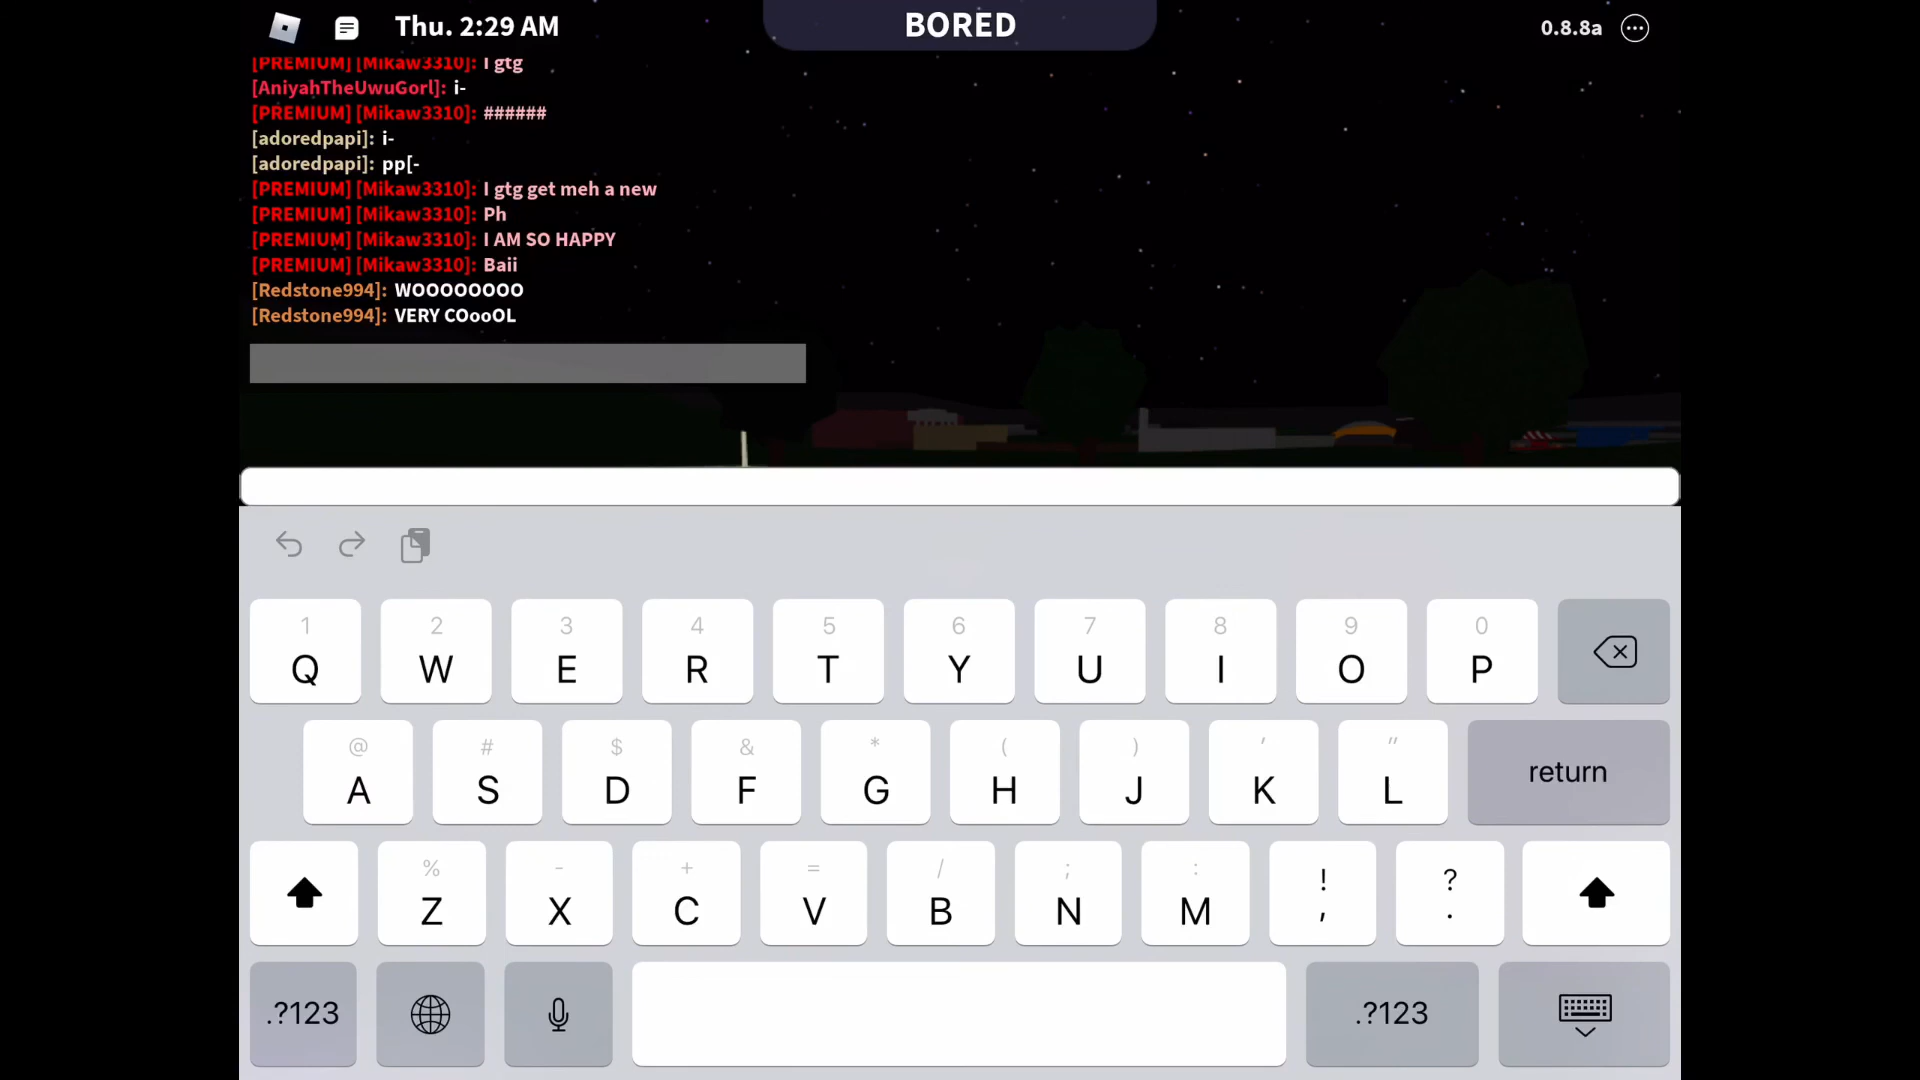 Thu. 2:29 AM
BORED
0.8.8a
[PREMIUM] [Mikaw3310]: I gtg
[AniyahTheUwuGorl]: i-
[PREMIUM] [Mikaw3310]: ######
[adoredpapi]: i-
[adoredpapi]: pp[-
[PREMIUM] [Mikaw3310]: I gtg get meh a new
[PREMIUM] [Mikaw3310]: Ph
[PREMIUM] [Mikaw3310]: I AM SO HAPPY
[PREMIUM] [Mikaw3310]: Baii
[Redstone994]: WOOOOOOOO
[Redstone994]: VERY COooOL
1 2 3 4 5 6 7 8 9 0
Q W E R T Y U I O P
@ # $ & * ( ) ' "
A S D F G H J K L return
% - + = / ; : ! ?
Z X C V B N M , .
.?123 .?123